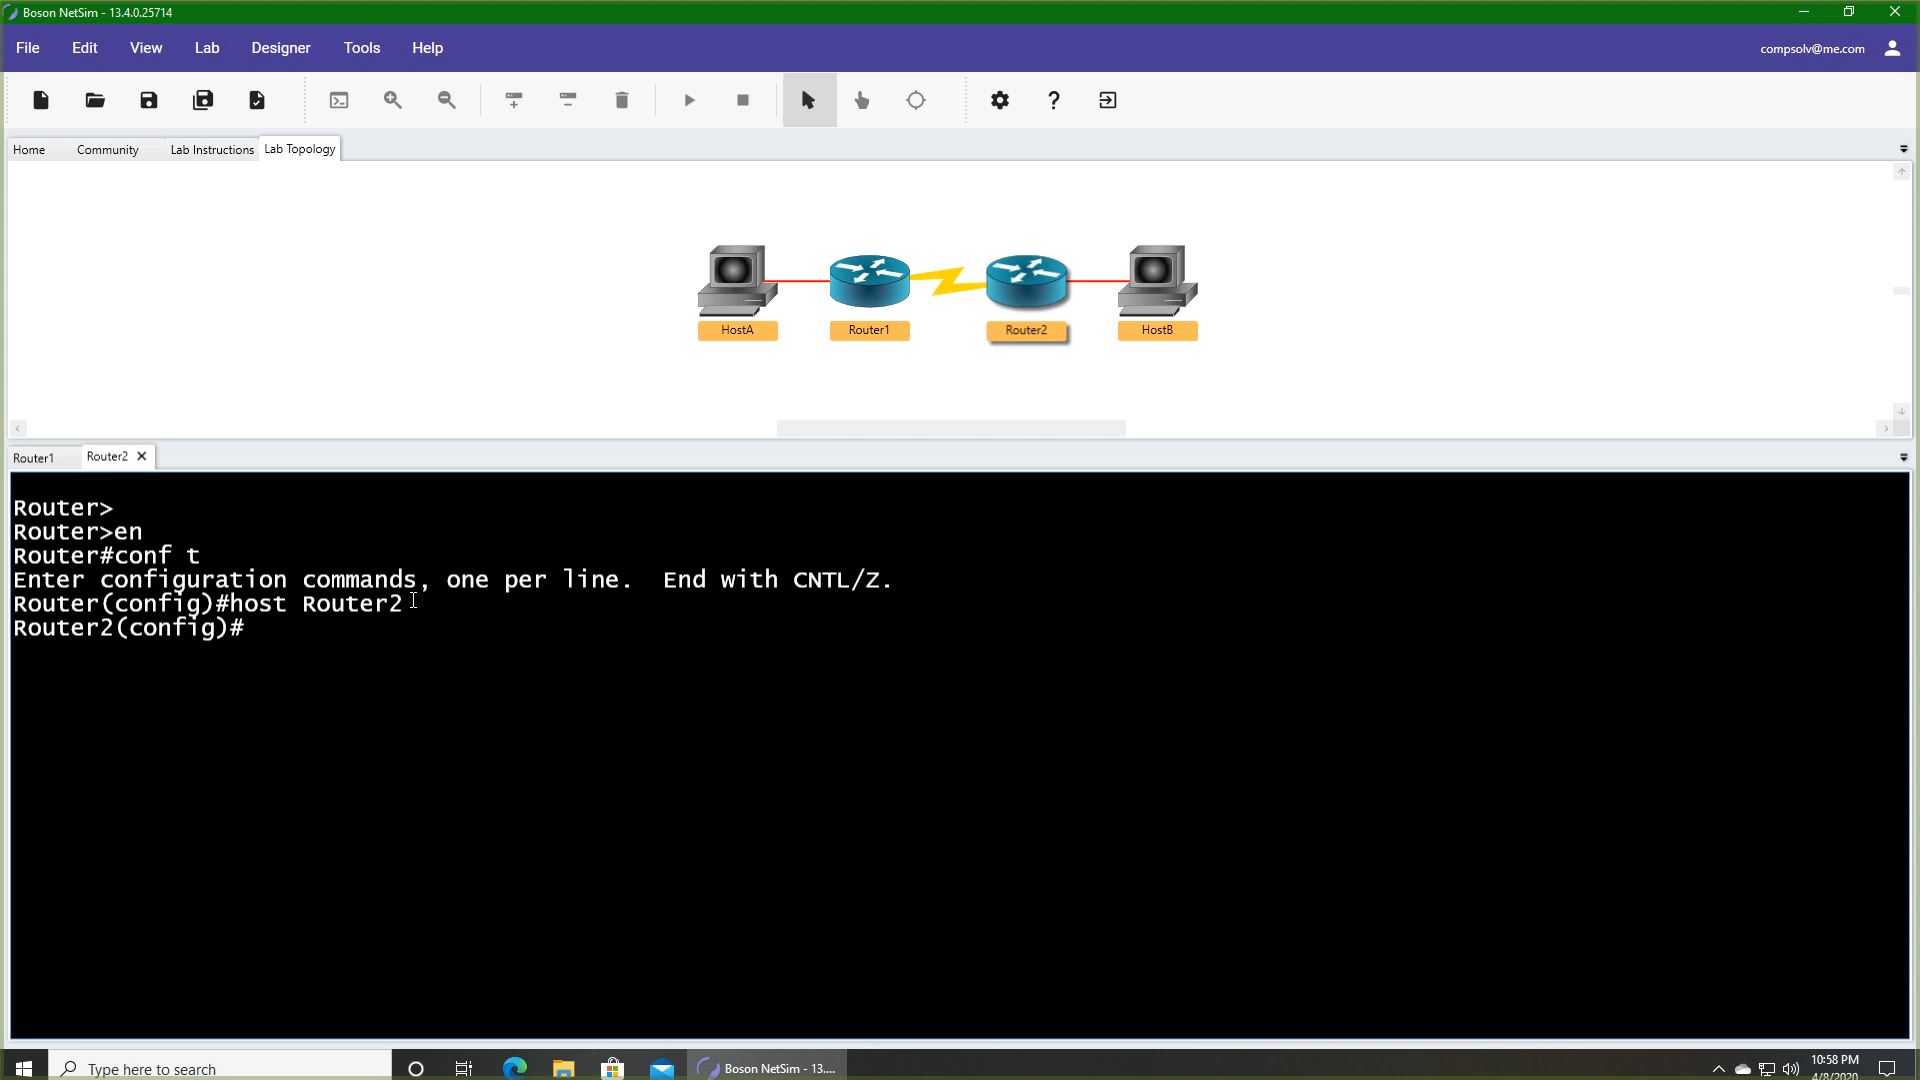 Boson NetSim - 13.4.0.25714
File Edit View Lab Designer Tools Help compsolv@me.com
Home Community Lab Instructions Lab Topology
HostA Router1 Router2 HostB
Router1 Router2
Router>
Router>en
Router#conf t
Enter configuration commands, one per line.  End with CNTL/Z.
Router(config)#host Router2
Router2(config)#
Type here to search Boson NetSim - 13.... 10:58 PM
4/8/2020